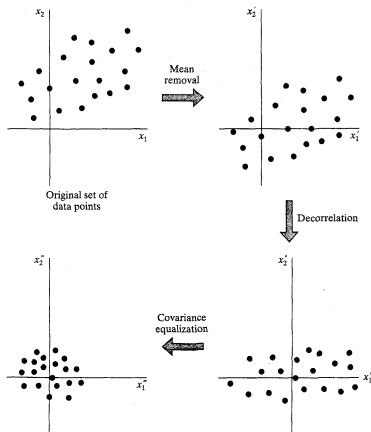 x₂
x₂′
Mean
removal
x₁
x₁′
Original set of
data points
Decorrelation
x₂″
Covariance
equalization
x₂′
x₁″
x₁